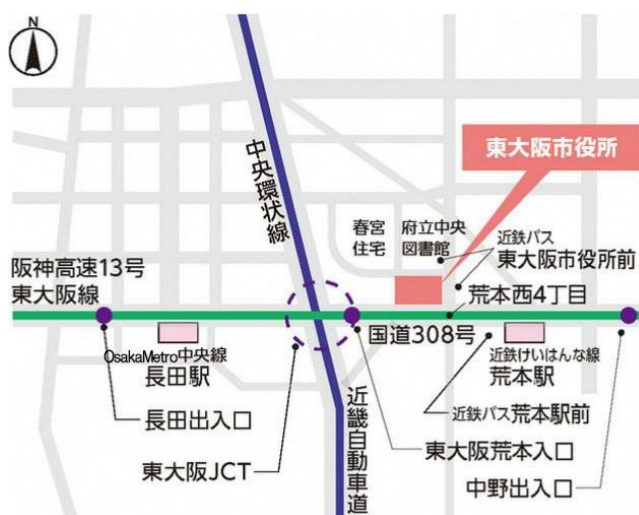 N
東大阪市役所
中央環状線
春宮
住宅
府立中央
図書館
近鉄バス
東大阪市役所前
阪神高速13号
東大阪線
荒本西4丁目
国道308号
OsakaMetro中央線
長田駅
近鉄けいはんな線
荒本駅
長田出入口
近鉄バス荒本駅前
東大阪JCT
近畿自動車道
東大阪荒本入口
中野出入口